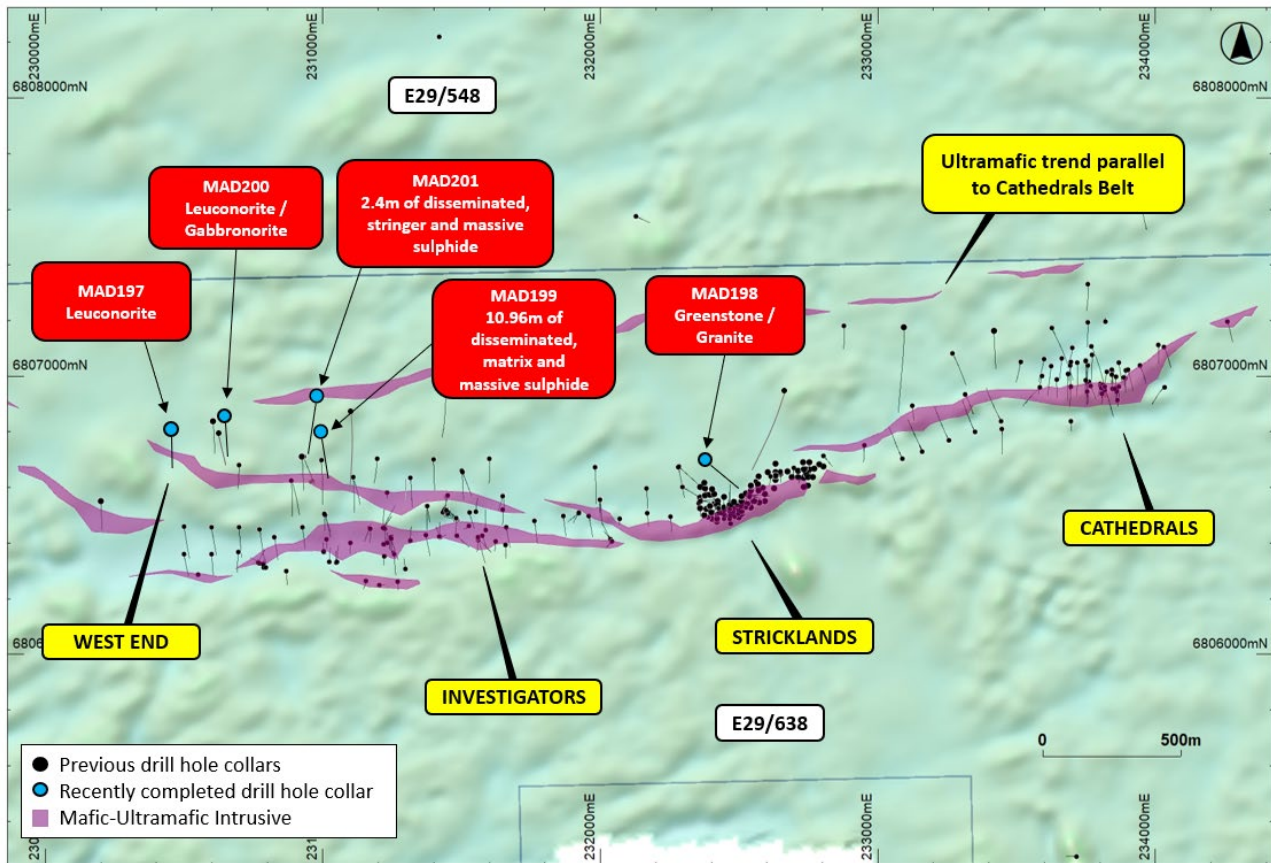 230000mE
231000mE
232000mE
233000mE
234000mE
6808000mN
6808000mN
E29/548
MAD200
Leuconorite /
Gabbronorite
MAD201
2.4m of disseminated,
stringer and massive
sulphide
Ultramafic trend parallel
to Cathedrals Belt
MAD197
Leuconorite
MAD199
10.96m of
disseminated,
matrix and
massive sulphide
MAD198
Greenstone /
Granite
6807000mN
6807000mN
CATHEDRALS
WEST END
STRICKLANDS
6806000mN
INVESTIGATORS
E29/638
0
500m
Previous drill hole collars
Recently completed drill hole collar
Mafic-Ultramafic Intrusive
232000mE
233000mE
234000mE